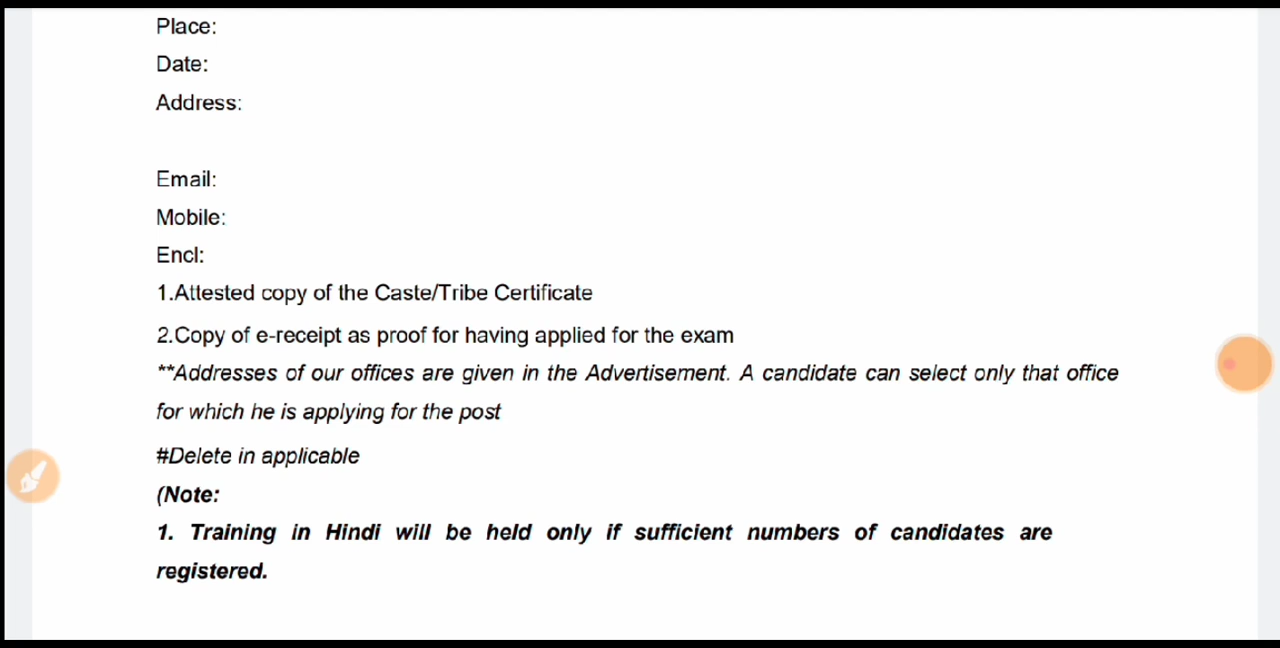 Place:
Date:
Address:
Email:
Mobile:
Encl:
1.Attested copy of the Caste/Tribe Certificate
2.Copy of e-receipt as proof for having applied for the exam
**Addresses of our offices are given in the Advertisement. A candidate can select only that office
for which he is applying for the post
#Delete in applicable
(Note:
1. Training in Hindi will be held only if sufficient numbers of candidates are
registered.